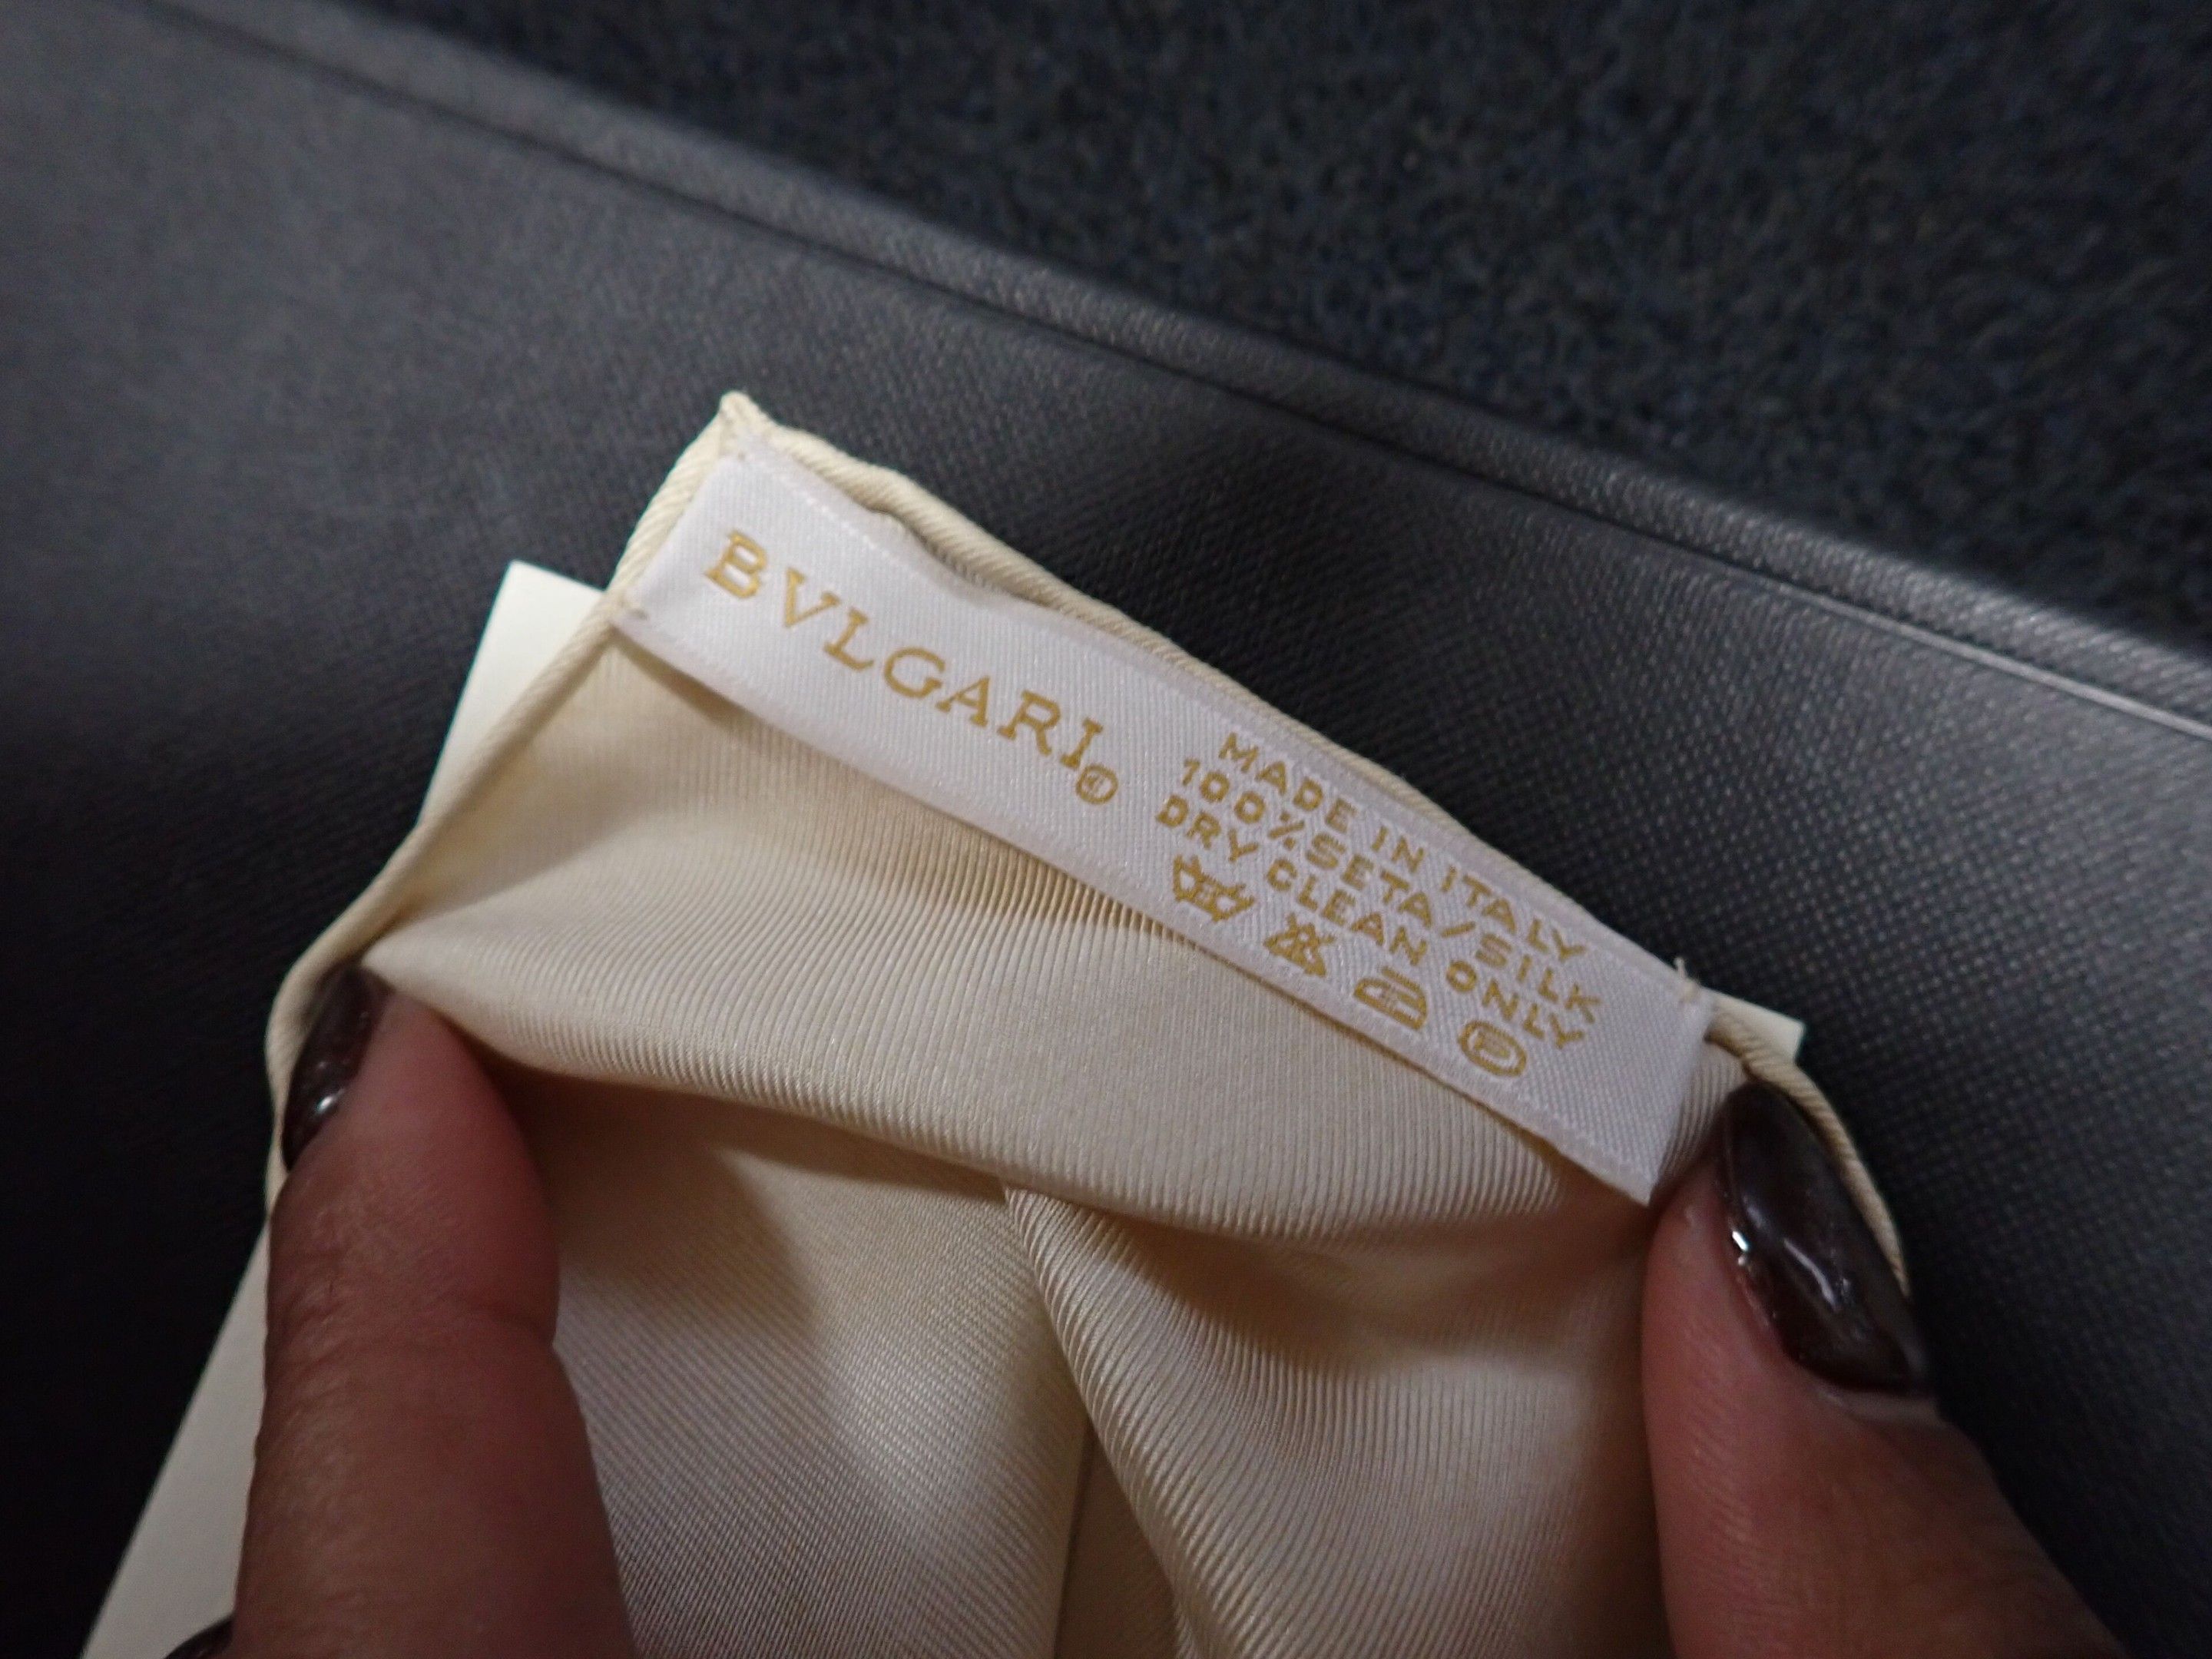 BVLGARI®
MADE IN ITALY
100%SETA/SILK
DRY CLEAN ONLY
P